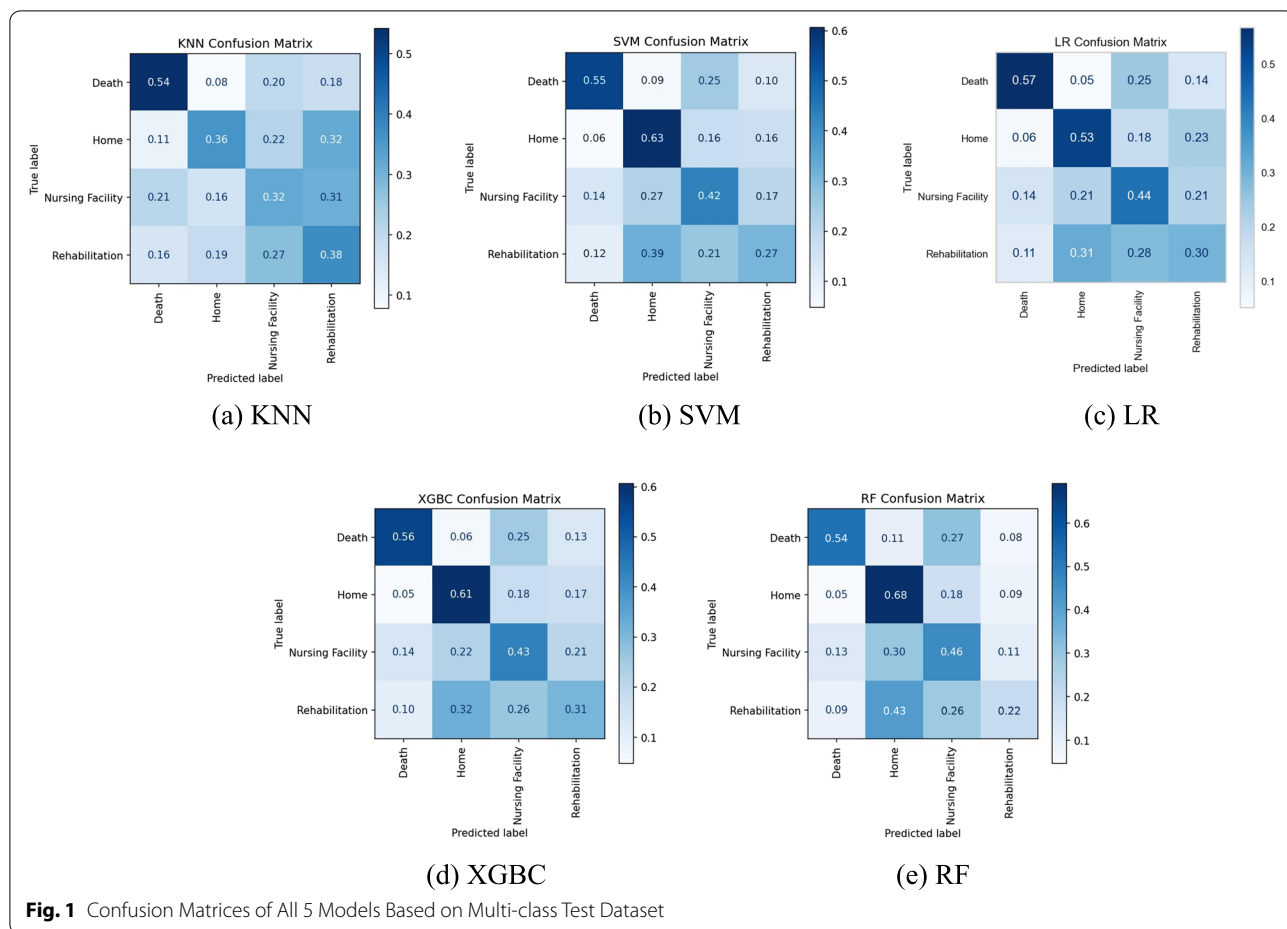 KNN Confusion Matrix
Death 0.54 0.08 0.20 0.18
Home 0.11 0.36 0.22 0.32
Nursing Facility 0.21 0.16 0.32 0.31
Rehabilitation 0.16 0.19 0.27 0.38
True label
Death Home Nursing Facility Rehabilitation
Predicted label
0.5
0.4
0.3
0.2
0.1
(a) KNN
SVM Confusion Matrix
Death 0.55 0.09 0.25 0.10
Home 0.06 0.63 0.16 0.16
Nursing Facility 0.14 0.27 0.42 0.17
Rehabilitation 0.12 0.39 0.21 0.27
True label
Death Home Nursing Facility Rehabilitation
Predicted label
0.6
0.5
0.4
0.3
0.2
0.1
(b) SVM
LR Confusion Matrix
Death 0.57 0.05 0.25 0.14
Home 0.06 0.53 0.18 0.23
Nursing Facility 0.14 0.21 0.44 0.21
Rehabilitation 0.11 0.31 0.28 0.30
True label
Death Home Nursing Facility Rehabilitation
Predicted label
0.5
0.4
0.3
0.2
0.1
(c) LR
XGBC Confusion Matrix
Death 0.56 0.06 0.25 0.13
Home 0.05 0.61 0.18 0.17
Nursing Facility 0.14 0.22 0.43 0.21
Rehabilitation 0.10 0.32 0.26 0.31
True label
Death Home Nursing Facility Rehabilitation
Predicted label
0.6
0.5
0.4
0.3
0.2
0.1
(d) XGBC
RF Confusion Matrix
Death 0.54 0.11 0.27 0.08
Home 0.05 0.68 0.18 0.09
Nursing Facility 0.13 0.30 0.46 0.11
Rehabilitation 0.09 0.43 0.26 0.22
True label
Death Home Nursing Facility Rehabilitation
Predicted label
0.6
0.5
0.4
0.3
0.2
0.1
(e) RF
Fig. 1 Confusion Matrices of All 5 Models Based on Multi-class Test Dataset